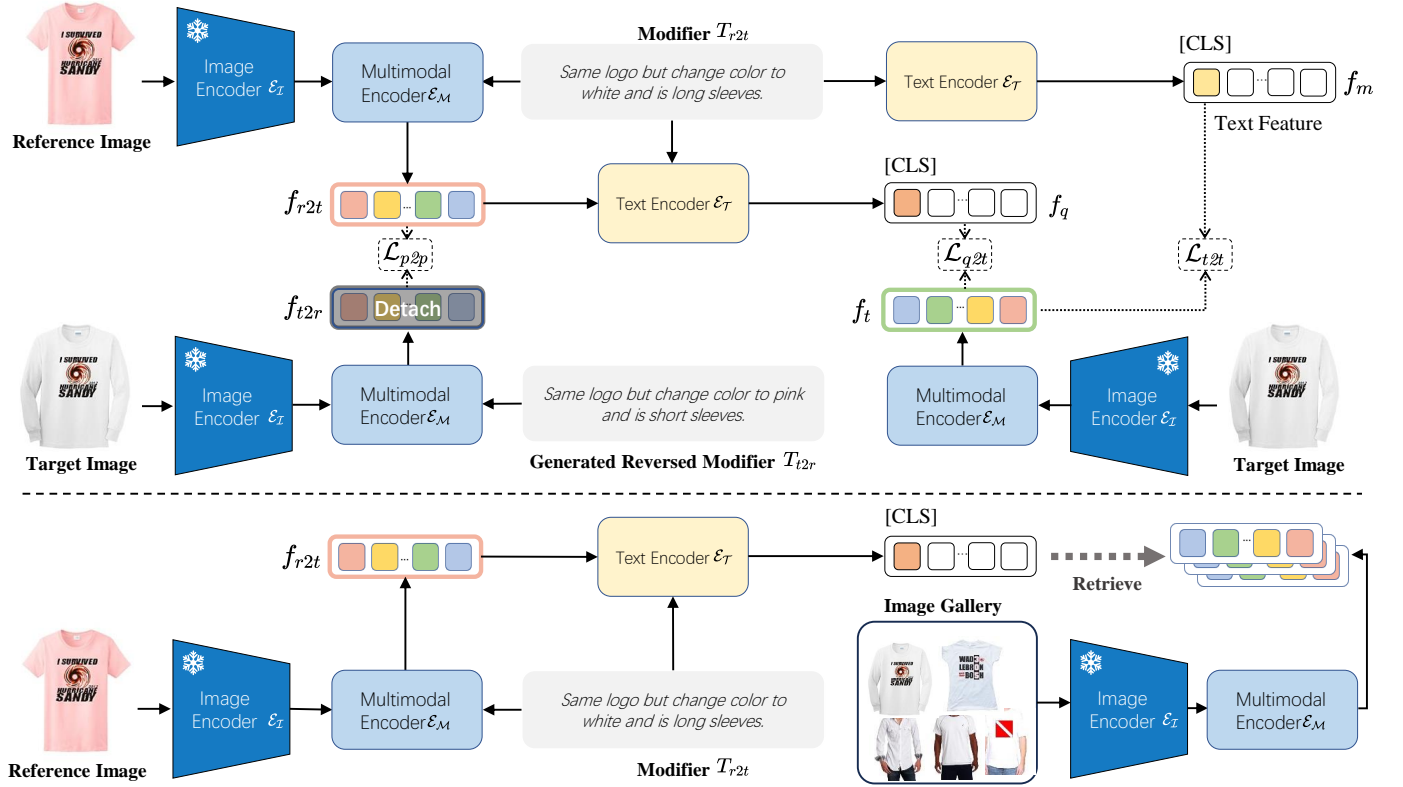 Modifier T_{r2t}
[CLS]
I SURVIVED
HURRICANE
SANDY
Image
Encoder ℰ_ℐ
Multimodal
Encoder ℰ_ℳ
Same logo but change color to
white and is long sleeves.
Text Encoder ℰ_𝒯
f_m
Reference Image
Text Feature
[CLS]
f_{r2t}
...
Text Encoder ℰ_𝒯
...
f_q
ℒ_{p2p}
ℒ_{q2t}
ℒ_{t2t}
f_{t2r}
Detach
f_t
...
I SURVIVED
HURRICANE
SANDY
Image
Encoder ℰ_ℐ
Multimodal
Encoder ℰ_ℳ
Same logo but change color to pink
and is short sleeves.
Multimodal
Encoder ℰ_ℳ
Image
Encoder ℰ_ℐ
I SURVIVED
HURRICANE
SANDY
Target Image
Generated Reversed Modifier T_{t2r}
Target Image
[CLS]
f_{r2t}
...
Text Encoder ℰ_𝒯
...
Retrieve
...
Image Gallery
I SURVIVED
HURRICANE
SANDY
Image
Encoder ℰ_ℐ
Multimodal
Encoder ℰ_ℳ
Same logo but change color to
white and is long sleeves.
I SURVIVED
HURRICANE
SANDY
Image
Encoder ℰ_ℐ
Multimodal
Encoder ℰ_ℳ
Reference Image
Modifier T_{r2t}